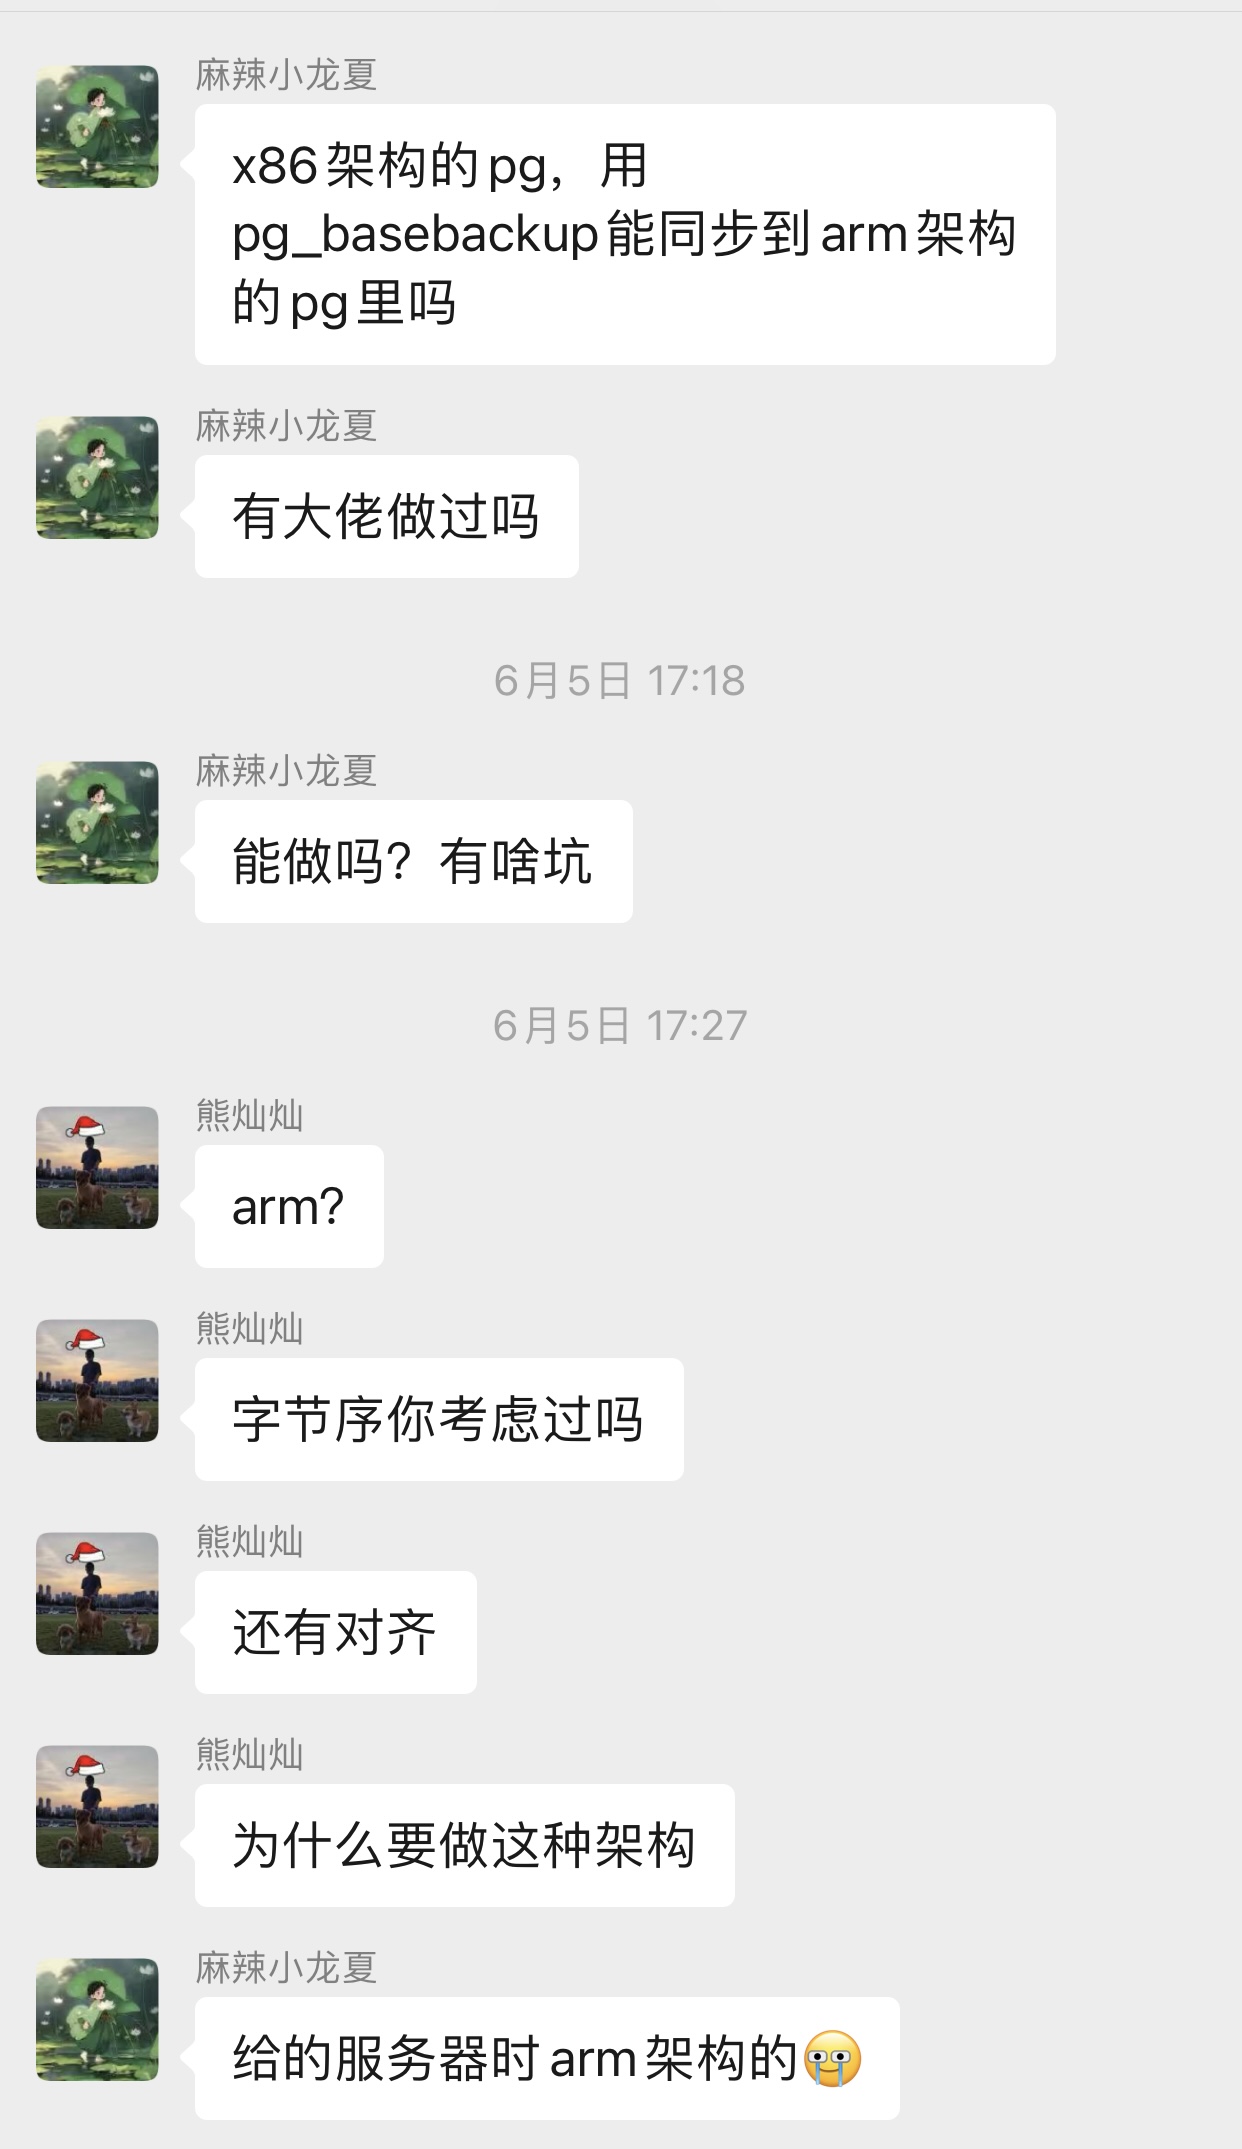 麻辣小龙夏
x86架构的pg，用
pg_basebackup能同步到arm架构
的pg里吗
麻辣小龙夏
有大佬做过吗
6月5日 17:18
麻辣小龙夏
能做吗？有啥坑
6月5日 17:27
熊灿灿
arm?
熊灿灿
字节序你考虑过吗
熊灿灿
还有对齐
熊灿灿
为什么要做这种架构
麻辣小龙夏
给的服务器时arm架构的